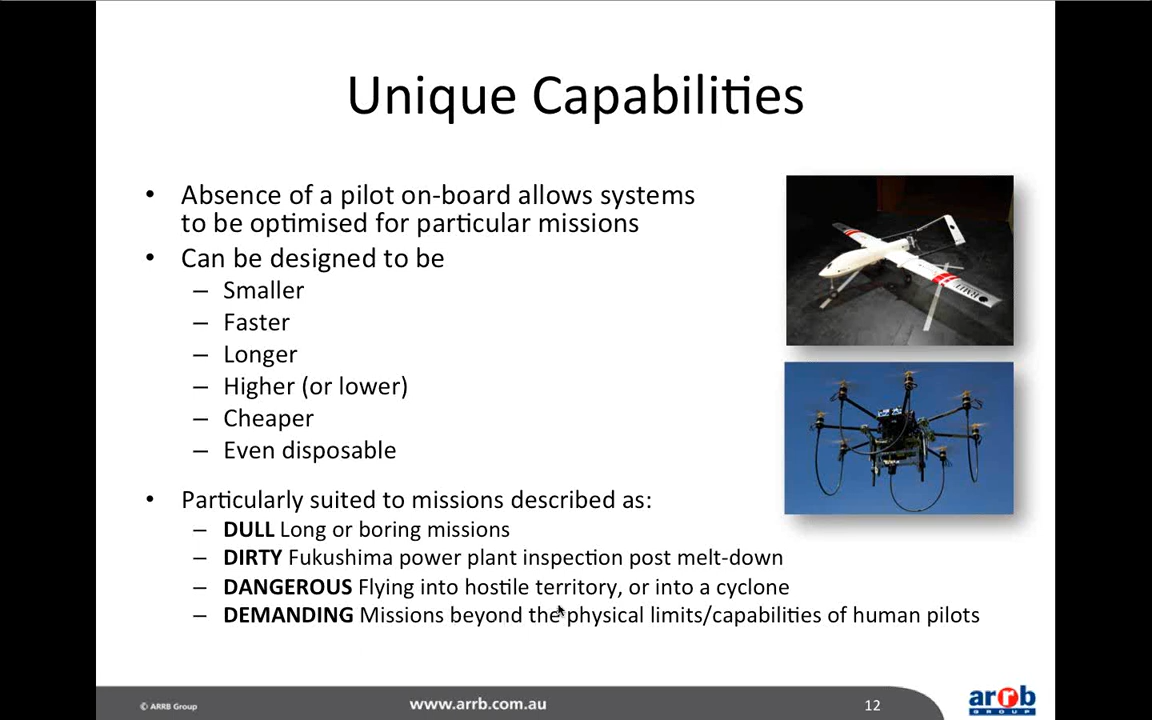 Unique Capabilities
• Absence of a pilot on-board allows systems
to be optimised for particular missions
• Can be designed to be
– Smaller
– Faster
– Longer
– Higher (or lower)
– Cheaper
– Even disposable
• Particularly suited to missions described as:
– DULL Long or boring missions
– DIRTY Fukushima power plant inspection post melt-down
– DANGEROUS Flying into hostile territory, or into a cyclone
– DEMANDING Missions beyond the physical limits/capabilities of human pilots
© ARRB Group
www.arrb.com.au
12
arrb
GROUP